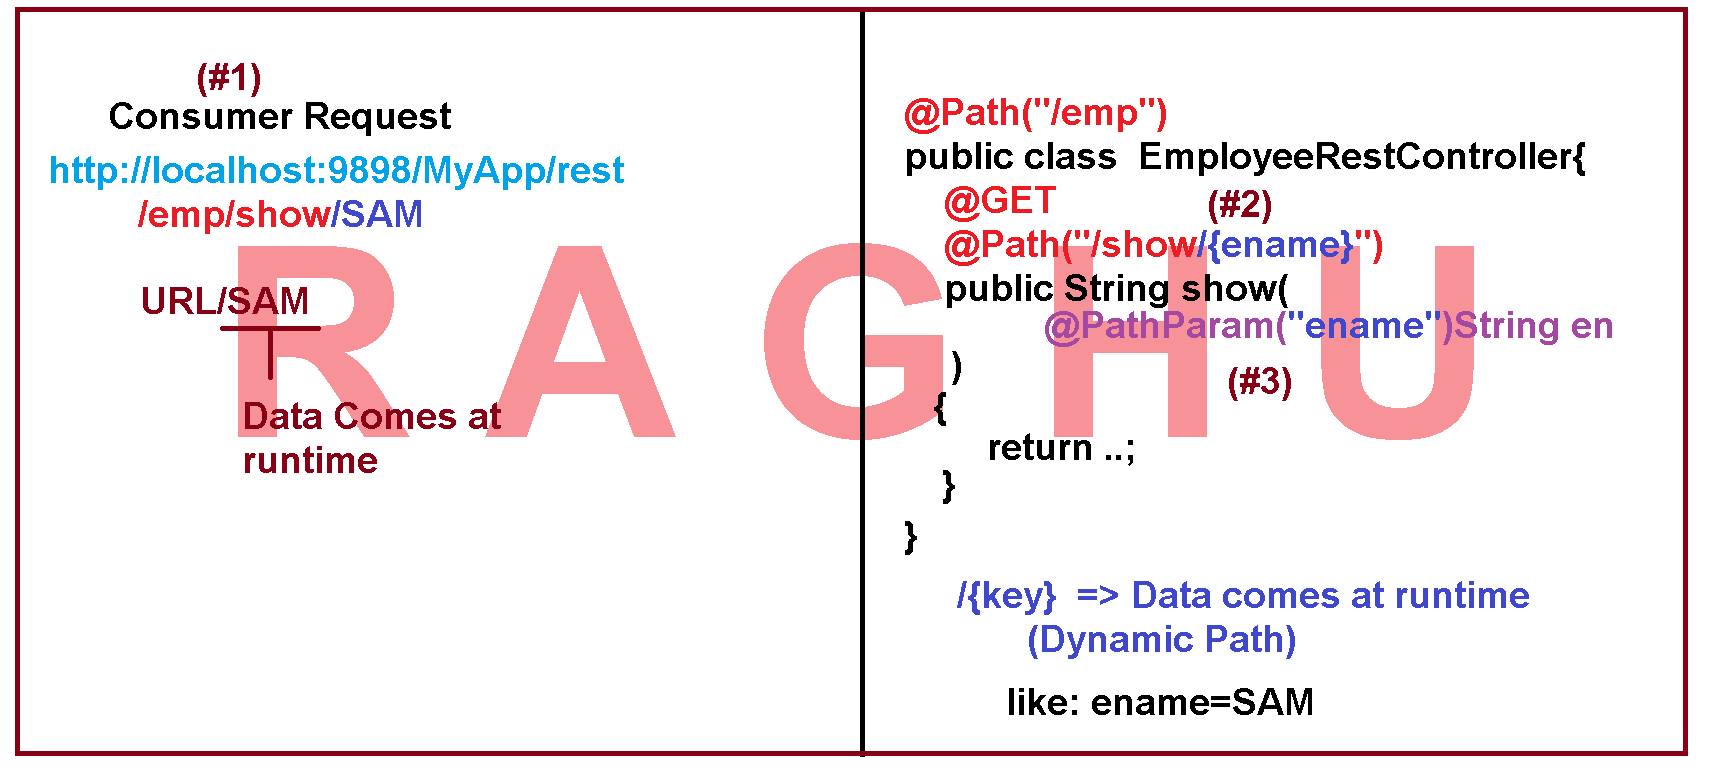 (#1)
Consumer Request
http://localhost:9898/MyApp/rest
/emp/show/SAM
URL/SAM
Data Comes at
runtime
@Path("/emp")
public class  EmployeeRestController{
@GET
(#2)
@Path("/show/{ename}")
public String show(
@PathParam("ename")String en
)
(#3)
{
return ..;
}
}
/{key}  => Data comes at runtime
(Dynamic Path)
like: ename=SAM
RAGHU